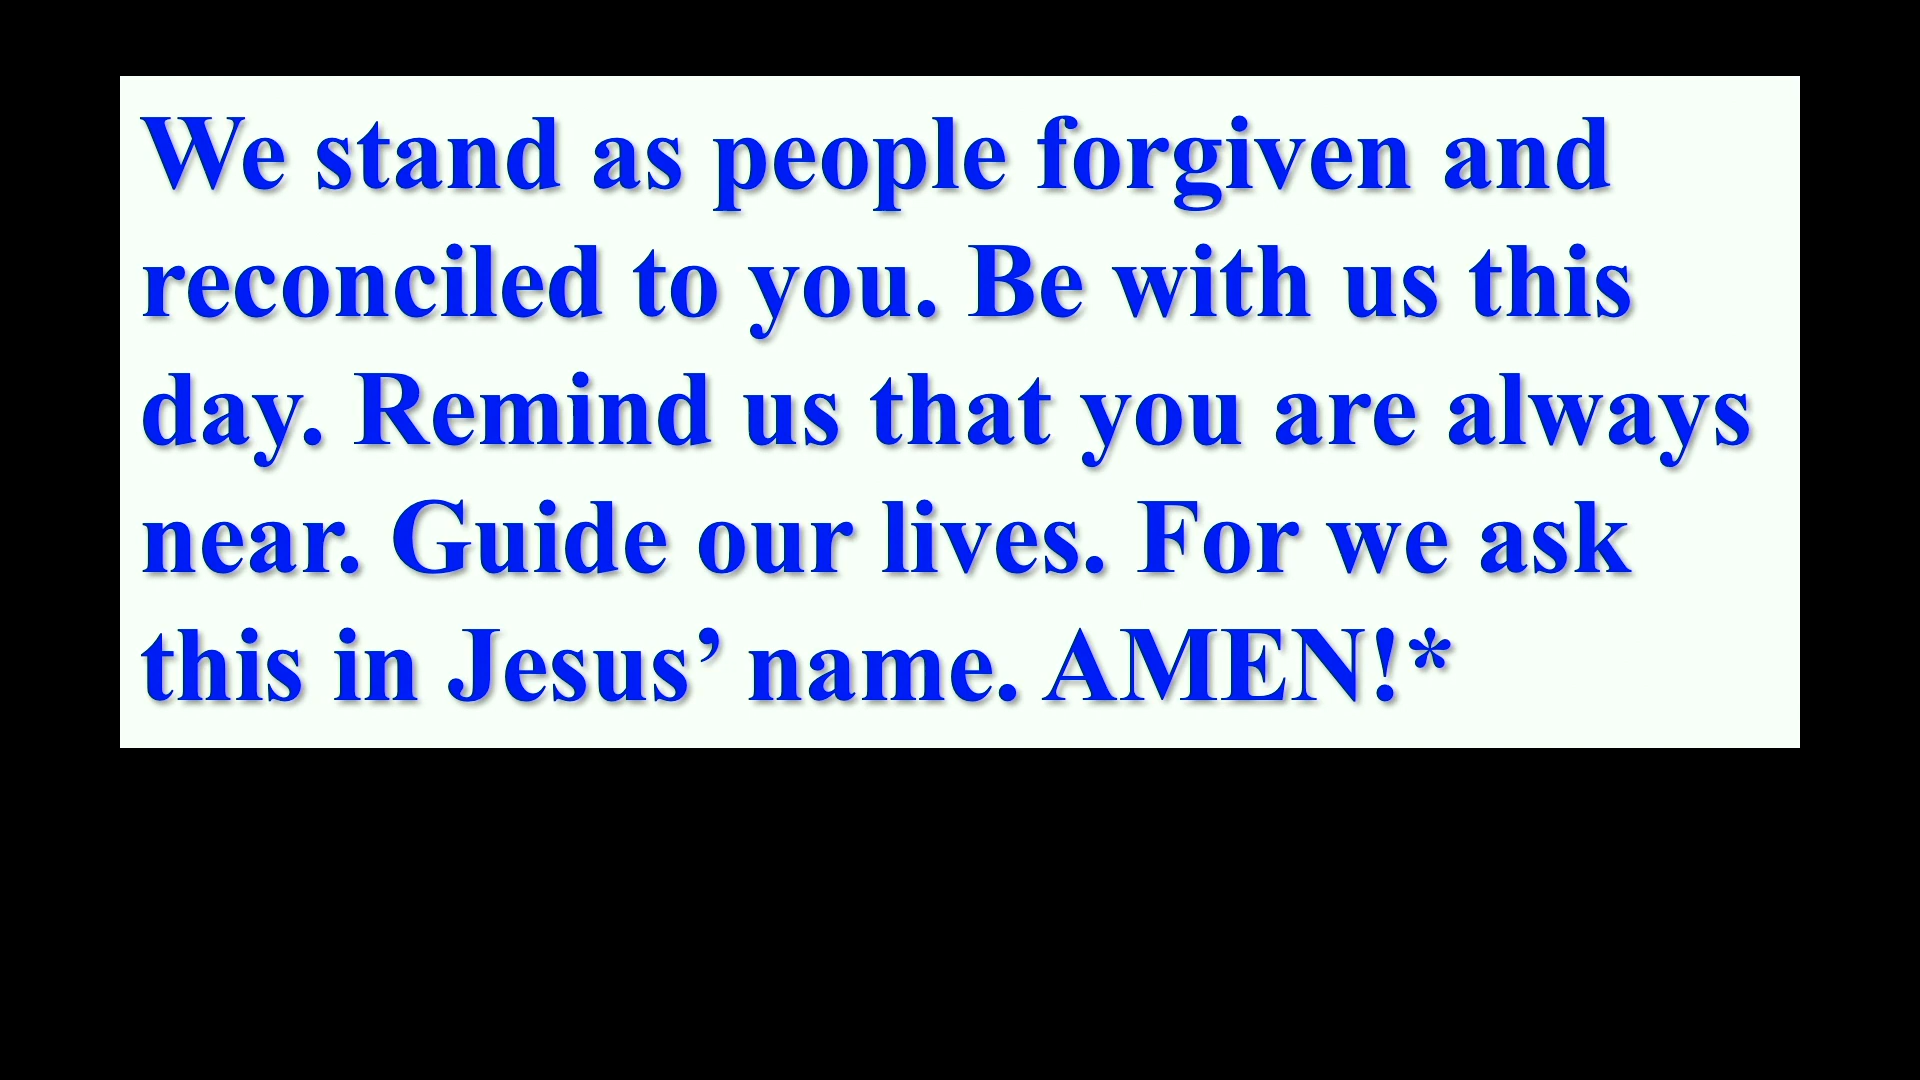 We stand as people forgiven and
reconciled to you. Be with us this
day. Remind us that you are always
near. Guide our lives. For we ask
this in Jesus’ name. AMEN!*